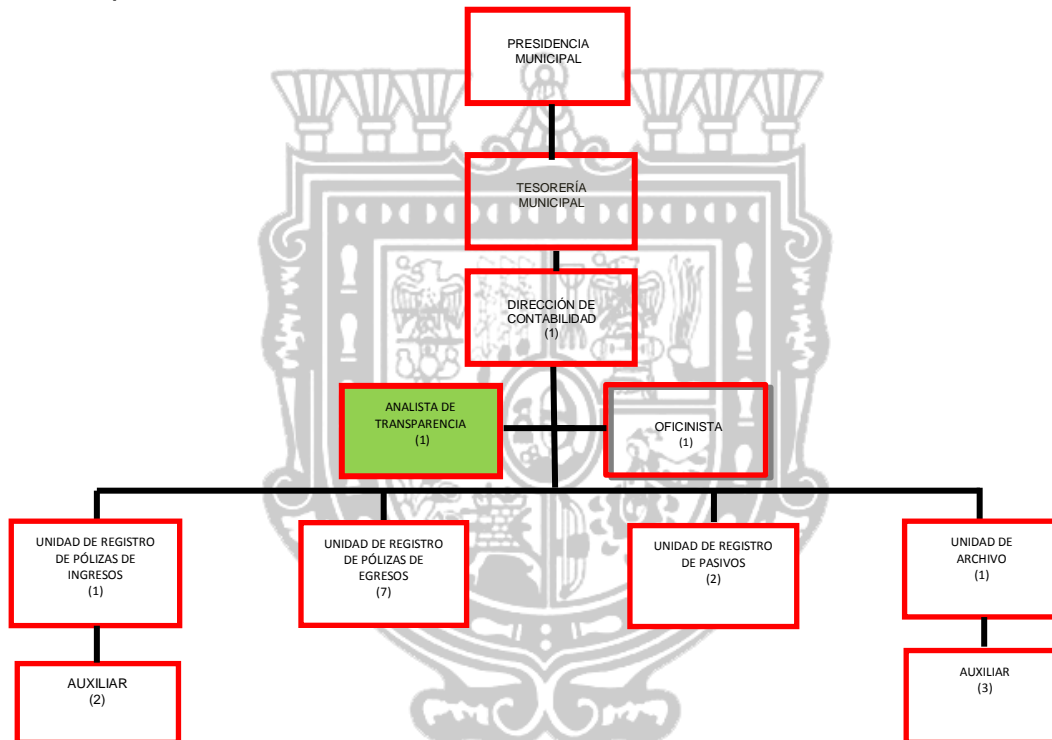 PRESIDENCIA
MUNICIPAL
TESORERÍA
MUNICIPAL
DIRECCIÓN DE
CONTABILIDAD
(1)
ANALISTA DE
TRANSPARENCIA
(1)
OFICINISTA
(1)
UNIDAD DE REGISTRO
DE PÓLIZAS DE
INGRESOS
(1)
UNIDAD DE REGISTRO
DE PÓLIZAS DE
EGRESOS
(7)
UNIDAD DE REGISTRO
DE PASIVOS
(2)
UNIDAD DE
ARCHIVO
(1)
AUXILIAR
(2)
AUXILIAR
(3)